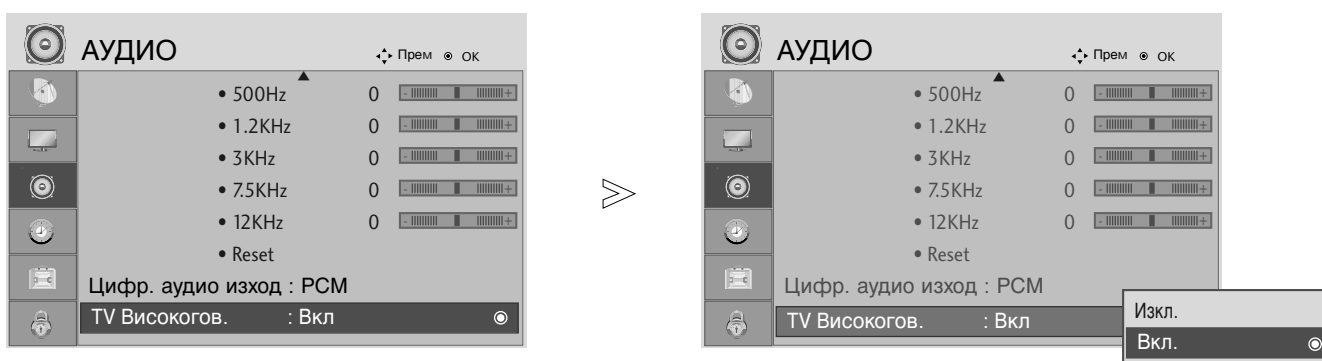 АУДИО
Прем ОК
• 500Hz 0 - +
• 1.2KHz 0 - +
• 3KHz 0 - +
• 7.5KHz 0 - +
• 12KHz 0 - +
• Reset
Цифр. аудио изход : PCM
TV Високогов. : Вкл
>
АУДИО
Прем ОК
• 500Hz 0 - +
• 1.2KHz 0 - +
• 3KHz 0 - +
• 7.5KHz 0 - +
• 12KHz 0 - +
• Reset
Цифр. аудио изход : PCM
TV Високогов. : Вкл
Изкл.
Вкл.